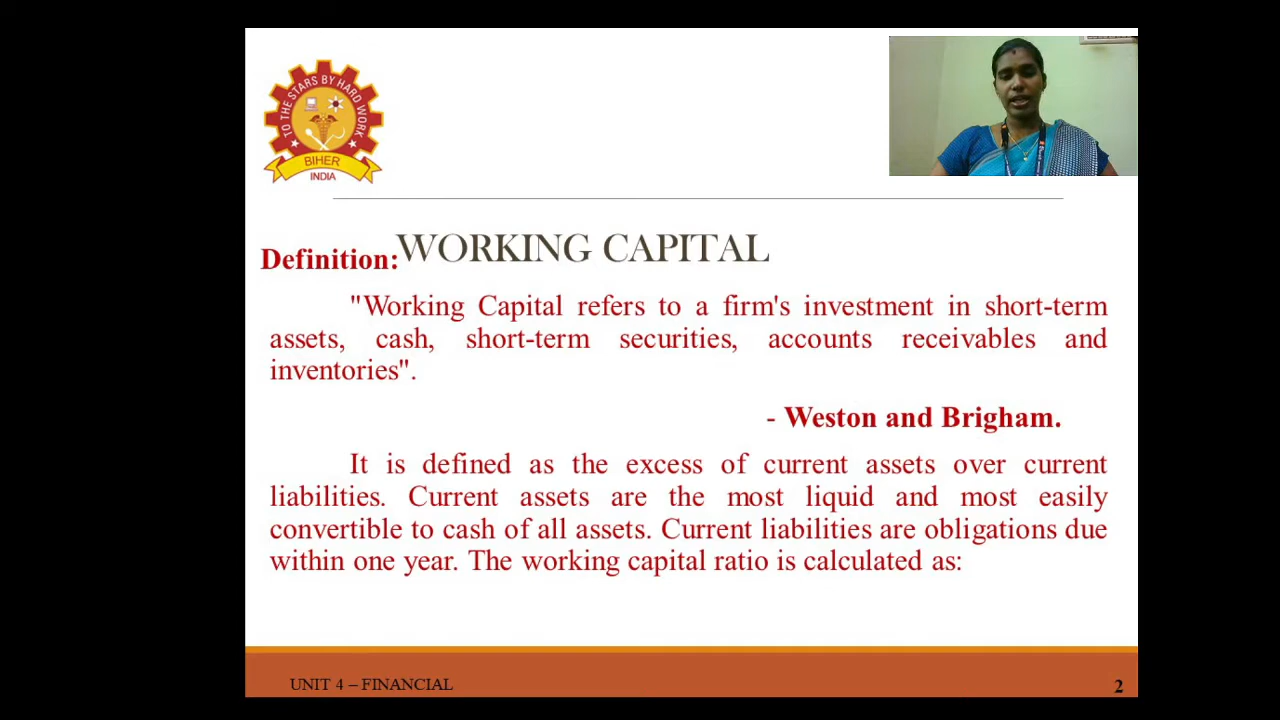 TO THE STARS BY HARD WORK
BIHER
INDIA
WORKING CAPITAL
Definition:
"Working Capital refers to a firm's investment in short-term
assets, cash, short-term securities, accounts receivables and
inventories".
- Weston and Brigham.
It is defined as the excess of current assets over current
liabilities. Current assets are the most liquid and most easily
convertible to cash of all assets. Current liabilities are obligations due
within one year. The working capital ratio is calculated as:
UNIT 4 – FINANCIAL
2